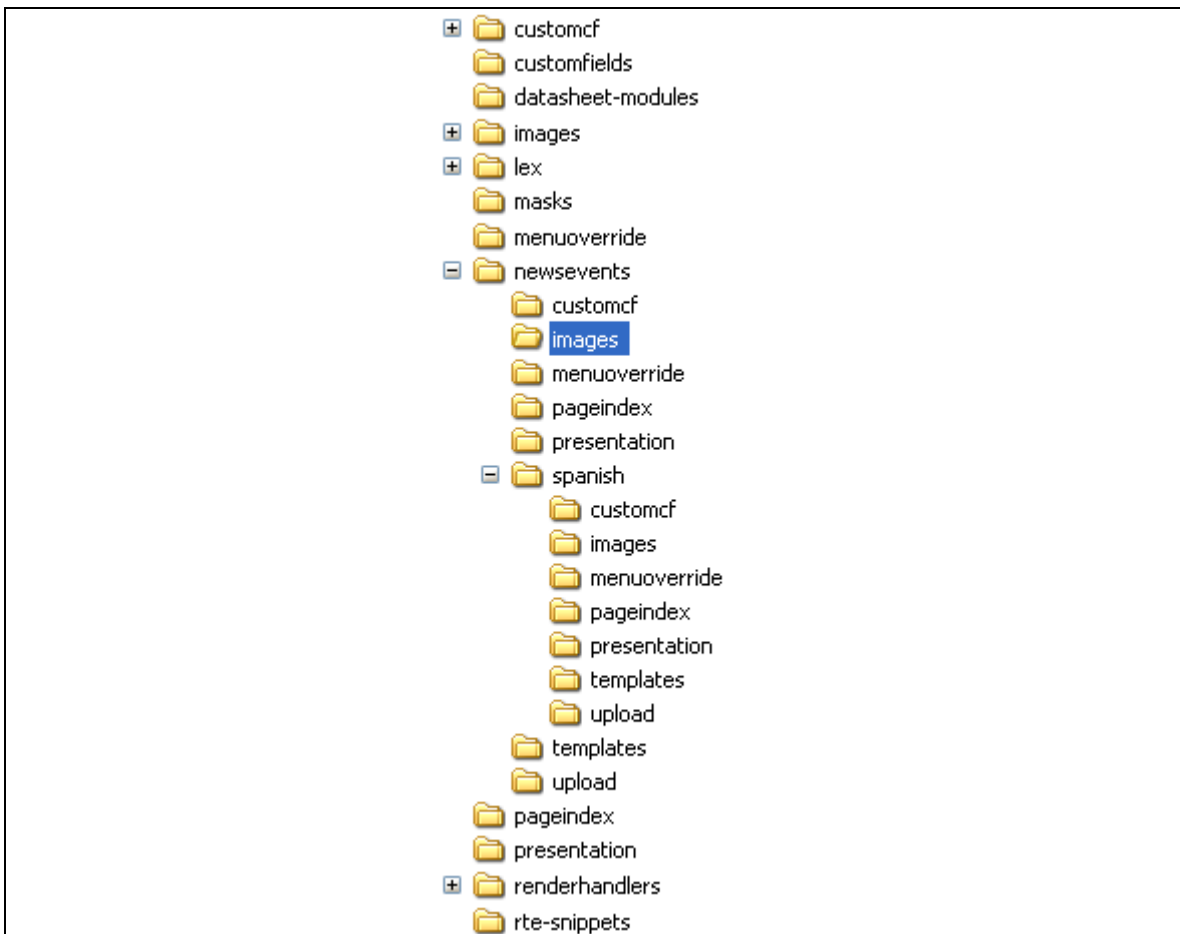 customcf
customfields
datasheet-modules
images
lex
masks
menuoverride
newsevents
customcf
images
menuoverride
pageindex
presentation
spanish
customcf
images
menuoverride
pageindex
presentation
templates
upload
templates
upload
pageindex
presentation
renderhandlers
rte-snippets